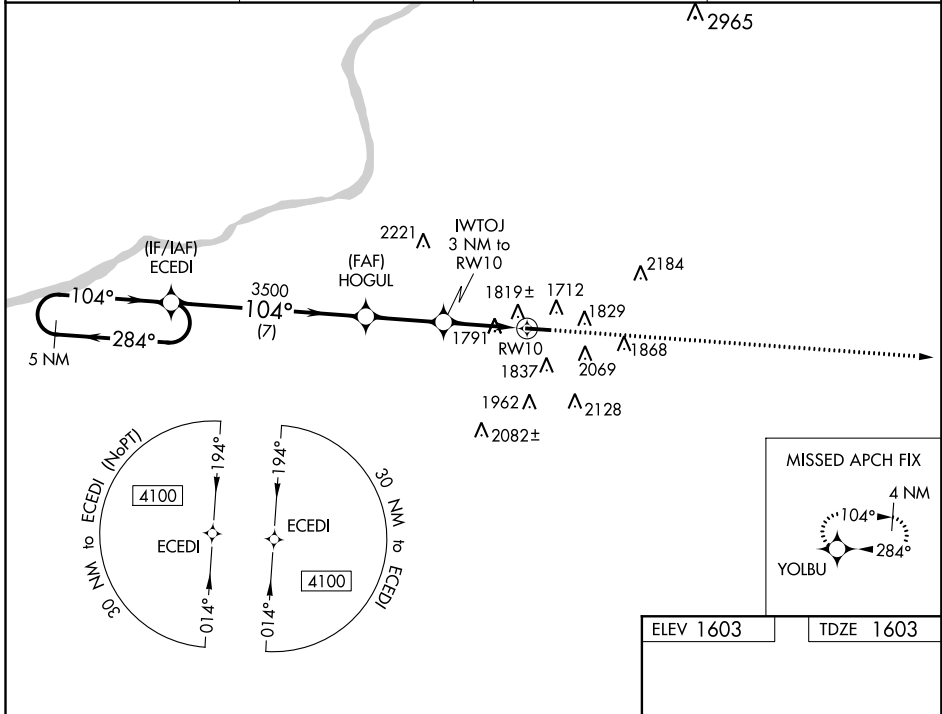 2965
2221
IWTOJ
3 NM to
RW10
(IF/IAF)
ECEDI
(FAF)
HOGUL
2184
3500
104°
(7)
1819±
1712
1829
104°
284°
5 NM
1791
RW10
1868
1837
2069
1962
2128
2082±
30 NM to ECEDI (NoPT)
4100
194°
ECEDI
014°
194°
ECEDI
4100
014°
30 NM to ECEDI
MISSED APCH FIX
4 NM
104°
284°
YOLBU
ELEV 1603
TDZE 1603